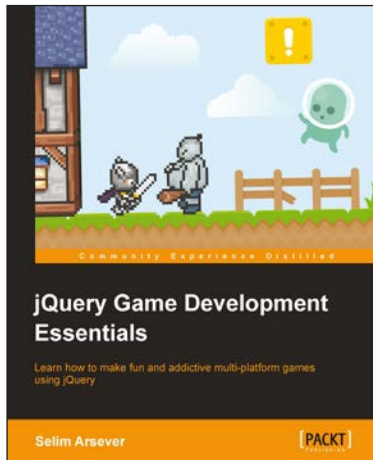 Community Experience Distilled
jQuery Game Development
Essentials
Learn how to make fun and addictive multi-platform games
using jQuery
Selim Arsever
[PACKT]
PUBLISHING